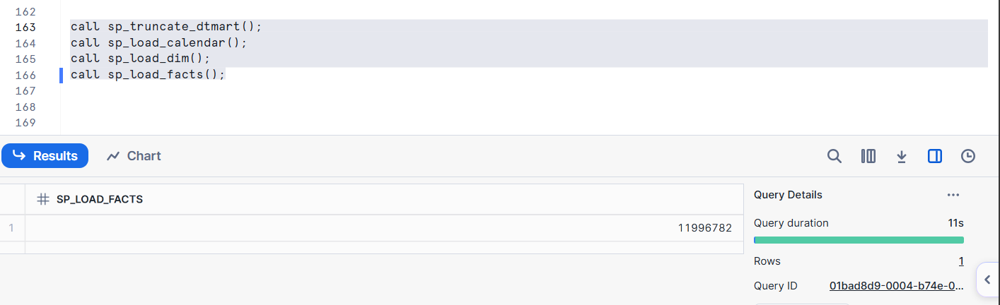 162
163 call sp_truncate_dtmart();
164 call sp_load_calendar();
165 call sp_load_dim();
166 call sp_load_facts();
167
168
169
Results Chart
SP_LOAD_FACTS
1 11996782
Query Details ...
Query duration 11s
Rows 1
Query ID 01bad8d9-0004-b74e-0...